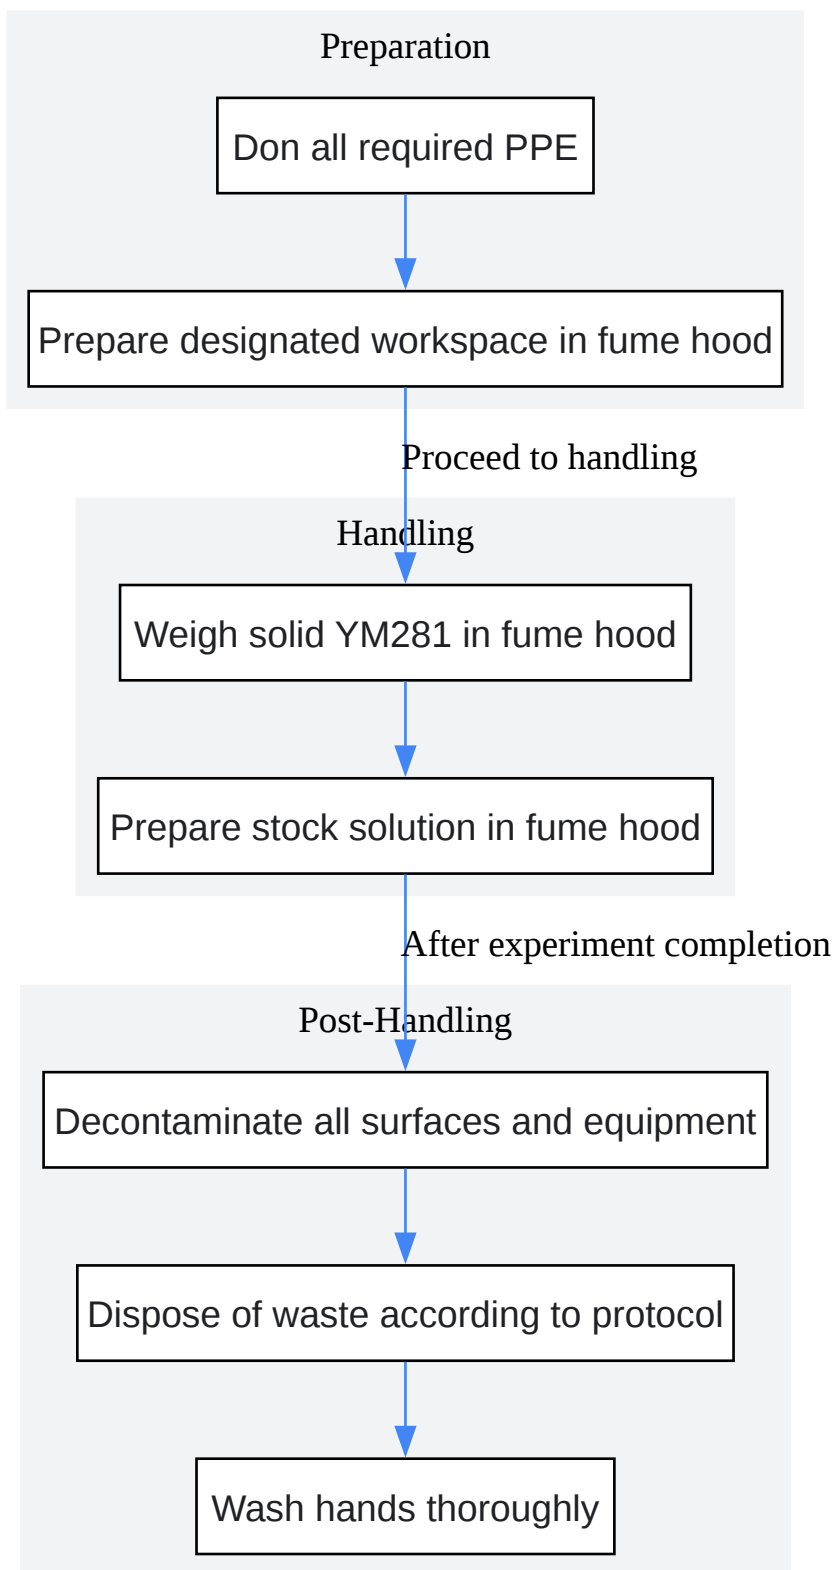 Preparation
Don all required PPE
Prepare designated workspace in fume hood
Proceed to handling
Handling
Weigh solid YM281 in fume hood
Prepare stock solution in fume hood
After experiment completion
Post-Handling
Decontaminate all surfaces and equipment
Dispose of waste according to protocol
Wash hands thoroughly